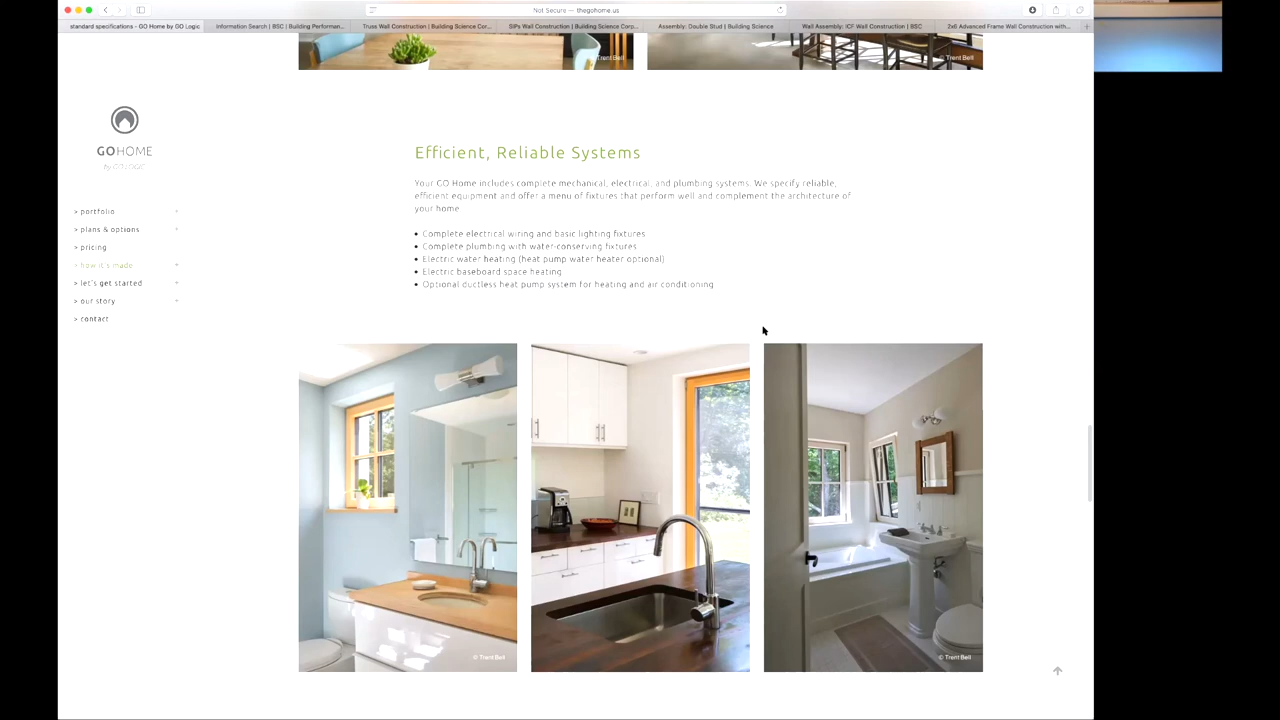 Not Secure — thegohome.us
standard specifications - GO Home by GO Logic
Information Search | BSC | Building Performan...
Truss Wall Construction | Building Science Cor...
SIPs Wall Construction | Building Science Corp...
Assembly: Double Stud | Building Science
Wall Assembly: ICF Wall Construction | BSC
2x6 Advanced Frame Wall Construction with...
Trent Bell
© Trent Bell
GOHOME
by GO LOGIC
> portfolio +
> plans & options +
> pricing
> how it's made +
> let's get started +
> our story +
> contact
Efficient, Reliable Systems
Your GO Home includes complete mechanical, electrical, and plumbing systems. We specify reliable,
efficient equipment and offer a menu of fixtures that perform well and complement the architecture of
your home.
• Complete electrical wiring and basic lighting fixtures
• Complete plumbing with water-conserving fixtures
• Electric water heating (heat pump water heater optional)
• Electric baseboard space heating
• Optional ductless heat pump system for heating and air conditioning
© Trent Bell
© Trent Bell